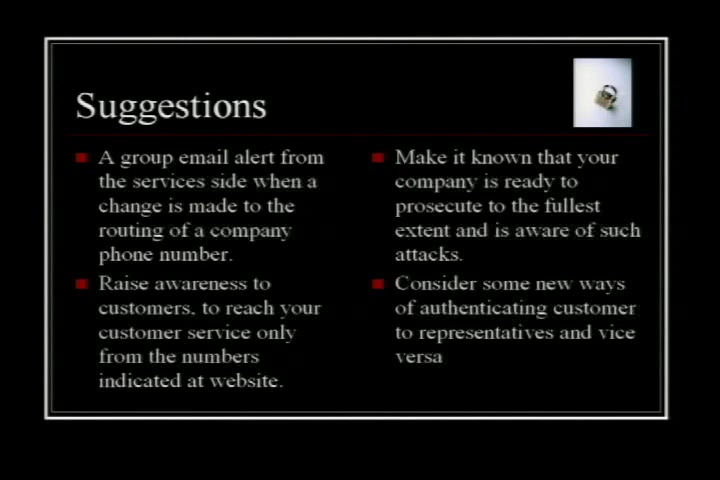 Suggestions
A group email alert from
the services side when a
change is made to the
routing of a company
phone number.
Raise awareness to
customers, to reach your
customer service only
from the numbers
indicated at website.
Make it known that your
company is ready to
prosecute to the fullest
extent and is aware of such
attacks.
Consider some new ways
of authenticating customer
to representatives and vice
versa